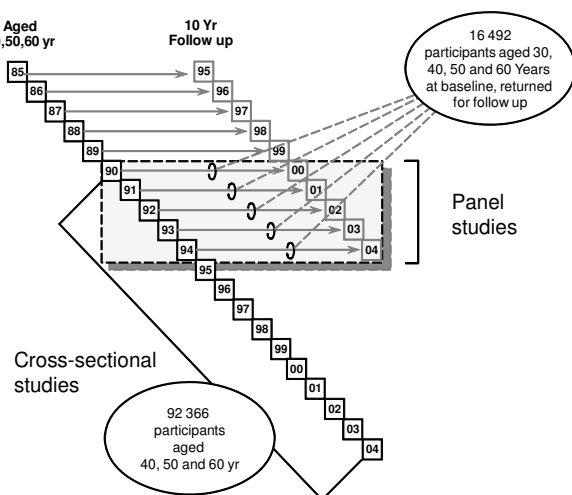 Aged
,50,60 yr
10 Yr
Follow up
16 492
participants aged 30,
40, 50 and 60 Years
at baseline, returned
for follow up
85
95
86
96
87
97
88
98
89
99
90
00
91
01
92
02
93
03
94
04
Panel
studies
95
96
97
98
99
00
01
02
03
04
Cross-sectional
studies
92 366
participants
aged
40, 50 and 60 yr